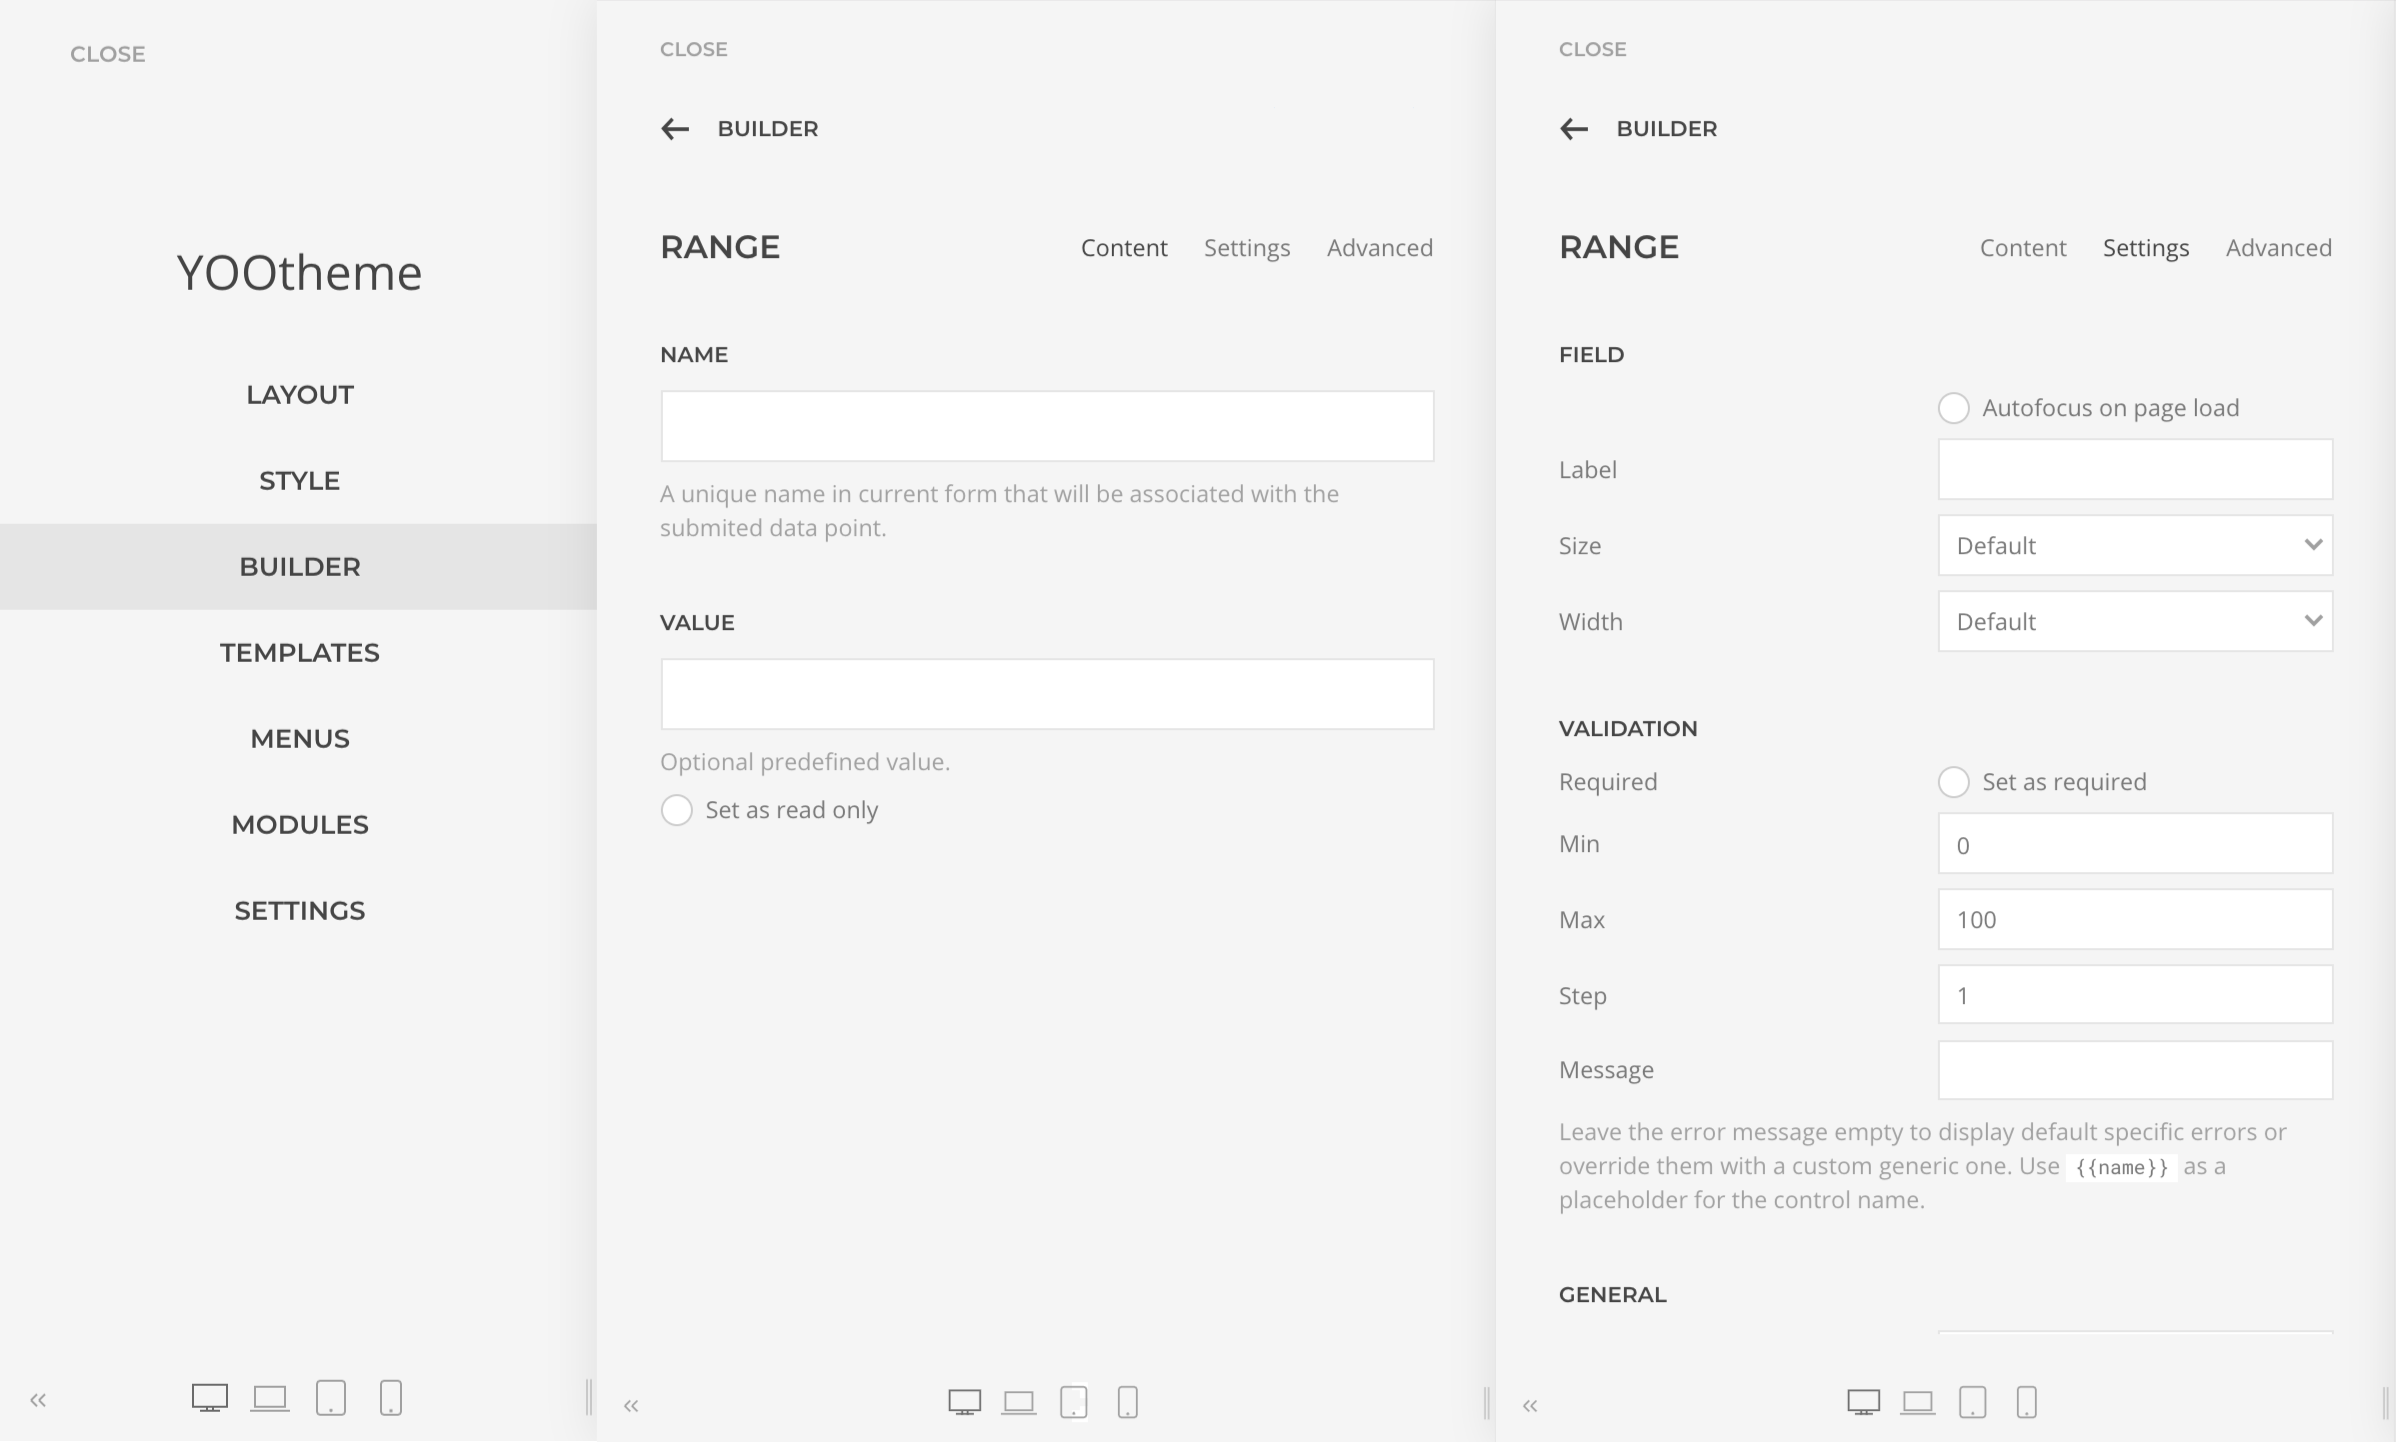 CLOSE
YOOtheme
LAYOUT
STYLE
BUILDER
TEMPLATES
MENUS
MODULES
SETTINGS
CLOSE
BUILDER
RANGE
Content Settings Advanced
NAME
A unique name in current form that will be associated with the
submited data point.
VALUE
Optional predefined value.
Set as read only
CLOSE
BUILDER
RANGE
Content Settings Advanced
FIELD
Autofocus on page load
Label
Size Default
Width Default
VALIDATION
Required Set as required
Min 0
Max 100
Step 1
Message
Leave the error message empty to display default specific errors or
override them with a custom generic one. Use {{name}} as a
placeholder for the control name.
GENERAL